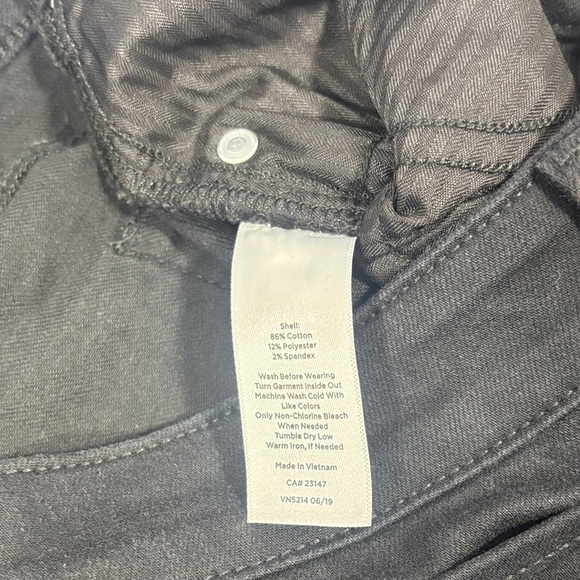 Shell:
86% Cotton
12% Polyester
2% Spandex
Wash Before Wearing
Turn Garment Inside Out
Machine Wash Cold With
Like Colors
Only Non-Chlorine Bleach
When Needed
Tumble Dry Low
Warm Iron, If Needed
Made In Vietnam
CA# 23147
VN5214 06/19